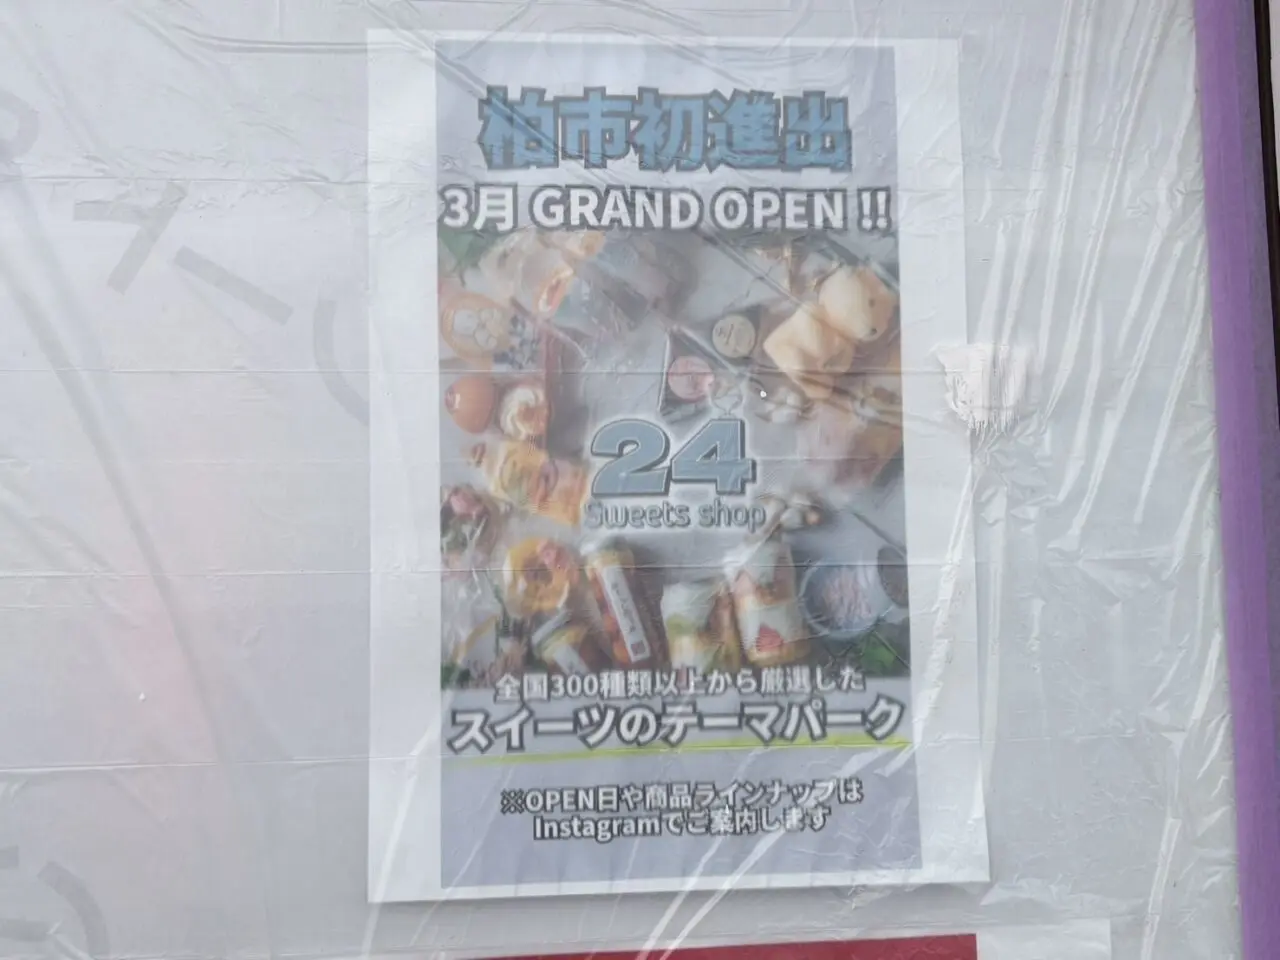 柏市初進出
3月 GRAND OPEN !!
24
Sweets shop
全国300種類以上から厳選した
スイーツのテーマパーク
※OPEN日や商品ラインナップは
Instagramでご案内します